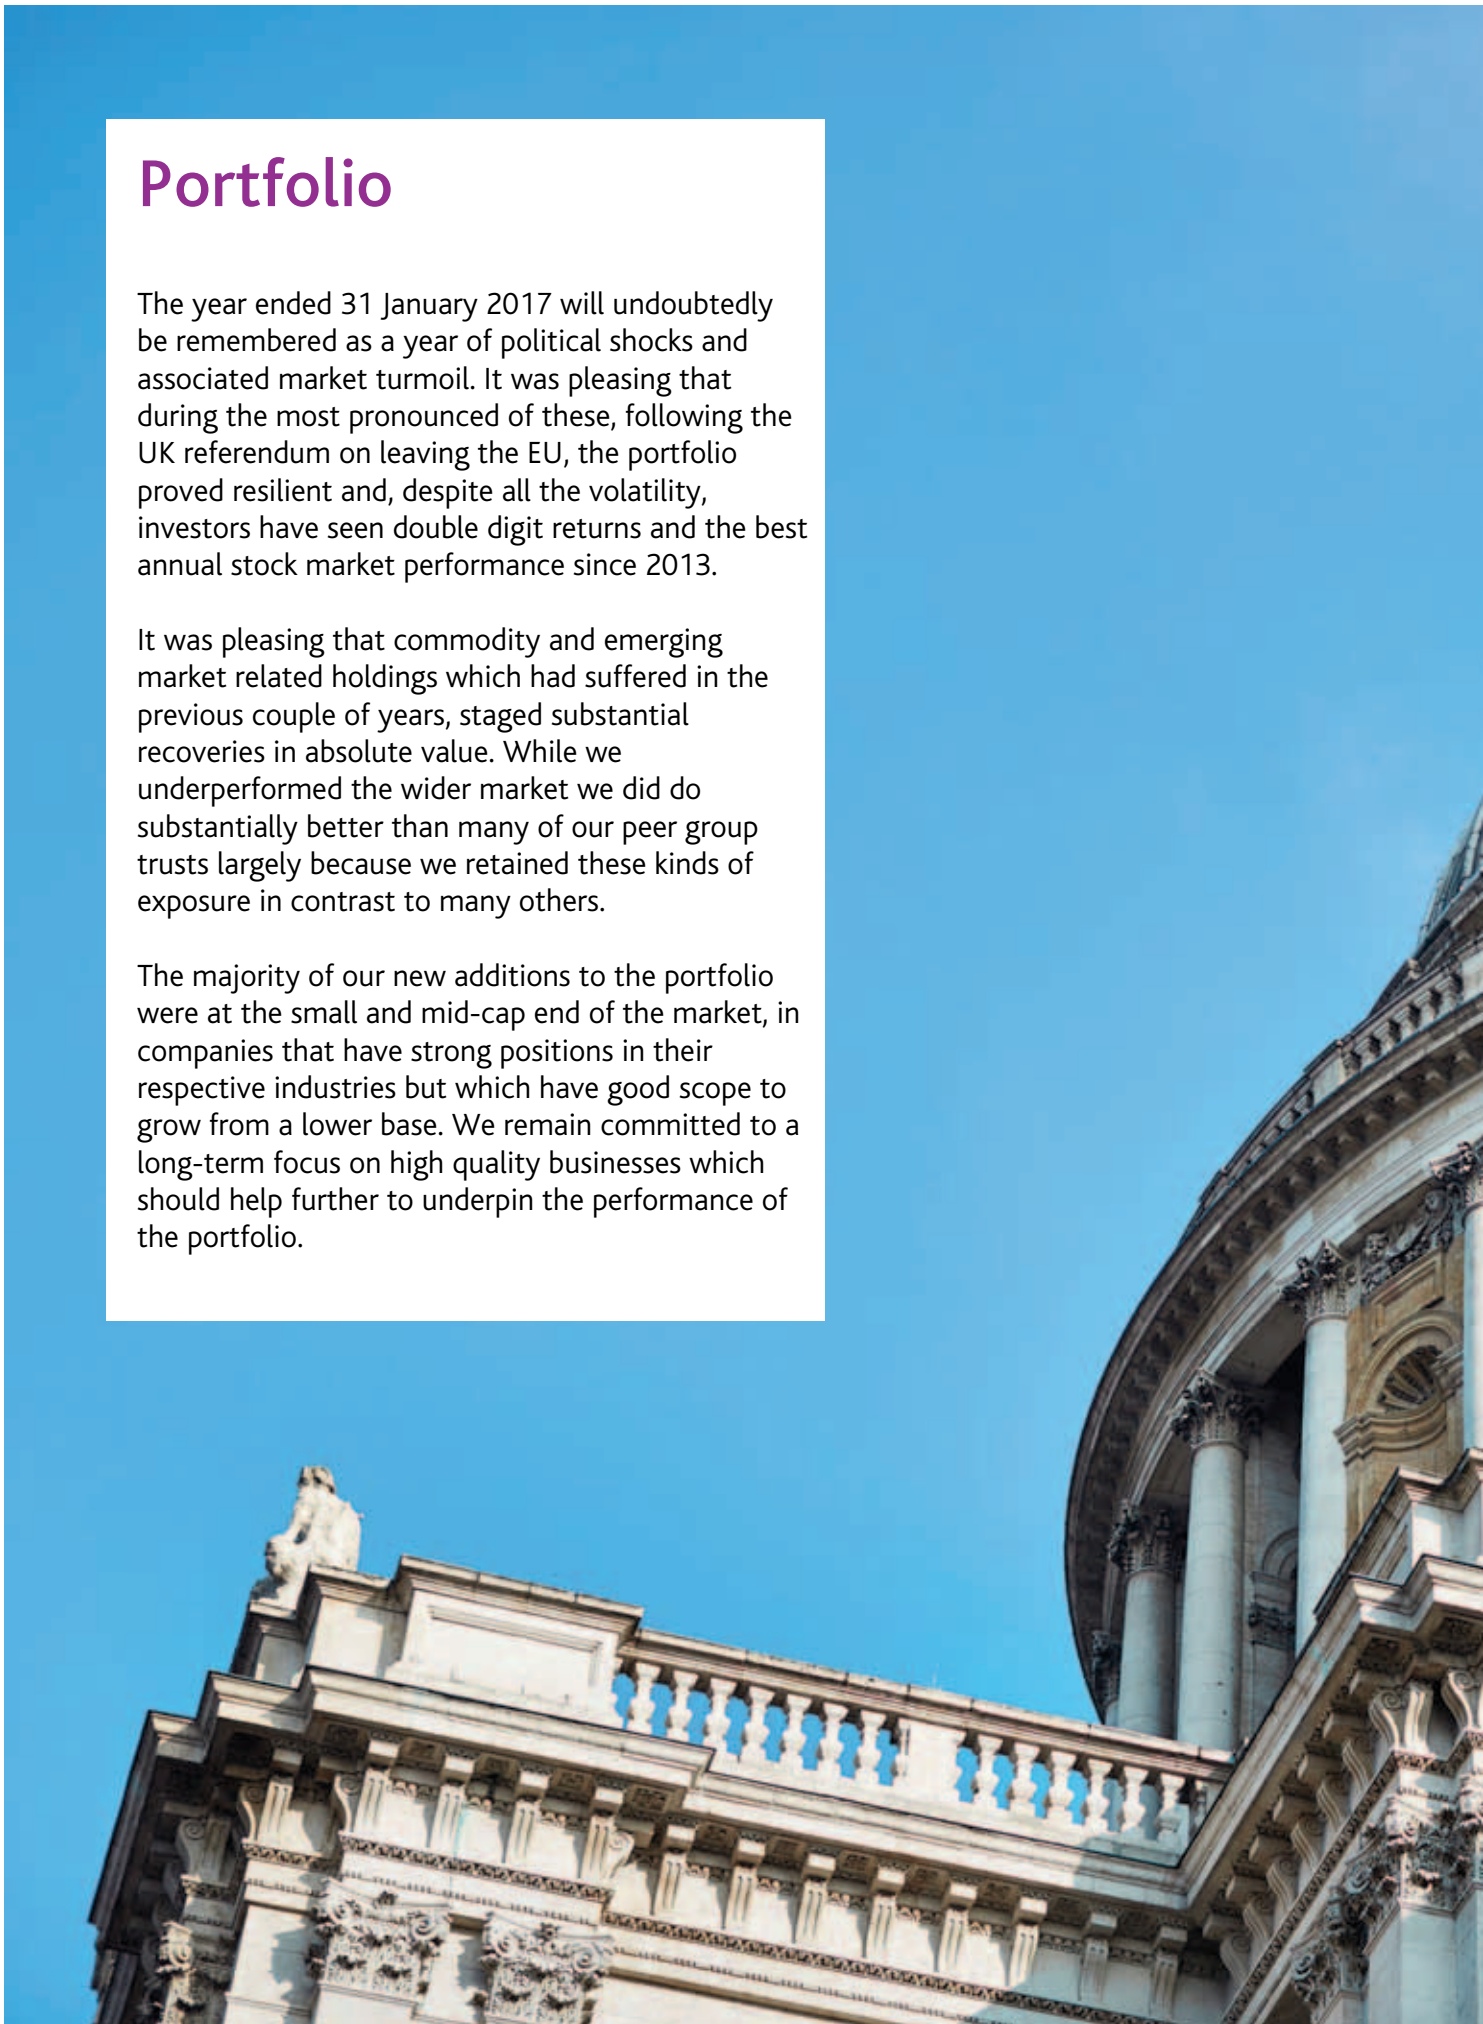 Portfolio
The year ended 31 January 2017 will undoubtedly
be remembered as a year of political shocks and
associated market turmoil. It was pleasing that
during the most pronounced of these, following the
UK referendum on leaving the EU, the portfolio
proved resilient and, despite all the volatility,
investors have seen double digit returns and the best
annual stock market performance since 2013.
It was pleasing that commodity and emerging
market related holdings which had suffered in the
previous couple of years, staged substantial
recoveries in absolute value. While we
underperformed the wider market we did do
substantially better than many of our peer group
trusts largely because we retained these kinds of
exposure in contrast to many others.
The majority of our new additions to the portfolio
were at the small and mid-cap end of the market, in
companies that have strong positions in their
respective industries but which have good scope to
grow from a lower base. We remain committed to a
long-term focus on high quality businesses which
should help further to underpin the performance of
the portfolio.